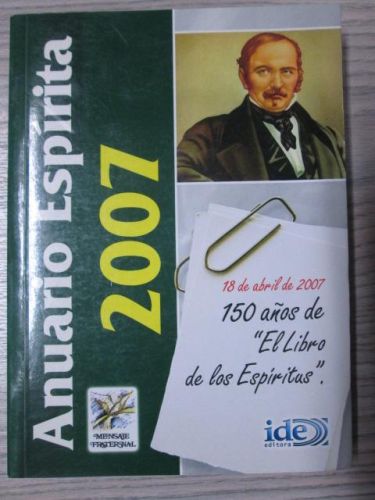 Anuario Espírita
2007
18 de abril de 2007
150 años de
"El Libro
de los Espíritus".
MENSAJE
FRATERNAL
ide
editora